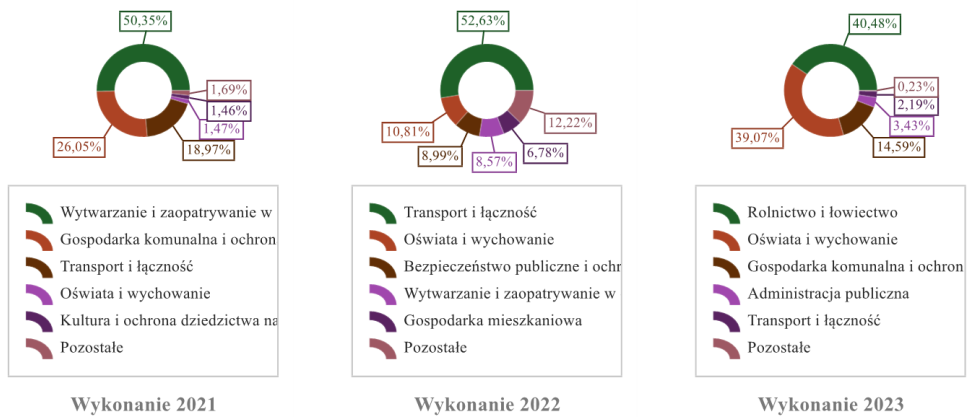 50,35%
1,69%
1,46%
1,47%
18,97%
26,05%
Wytwarzanie i zaopatrywanie w
Gospodarka komunalna i ochron
Transport i łączność
Oświata i wychowanie
Kultura i ochrona dziedzictwa na
Pozostałe
Wykonanie 2021
52,63%
12,22%
6,78%
8,57%
8,99%
10,81%
Transport i łączność
Oświata i wychowanie
Bezpieczeństwo publiczne i ochr
Wytwarzanie i zaopatrywanie w
Gospodarka mieszkaniowa
Pozostałe
Wykonanie 2022
40,48%
0,23%
2,19%
3,43%
14,59%
39,07%
Rolnictwo i łowiectwo
Oświata i wychowanie
Gospodarka komunalna i ochron
Administracja publiczna
Transport i łączność
Pozostałe
Wykonanie 2023